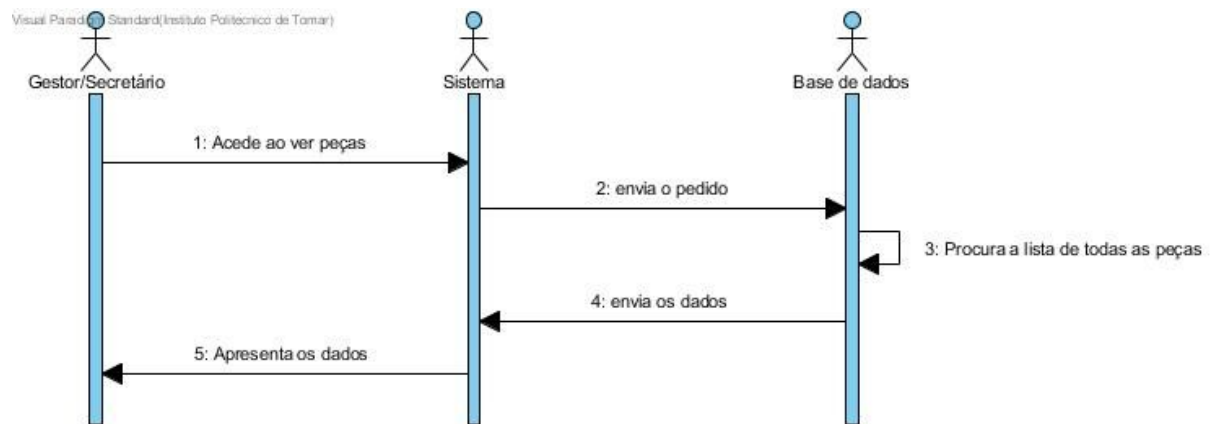 Visual Paradigm Standard(Instituto Politecnico de Tomar)
Gestor/Secretário
Sistema
Base de dados
1: Acede ao ver peças
2: envia o pedido
3: Procura a lista de todas as peças
4: envia os dados
5: Apresenta os dados